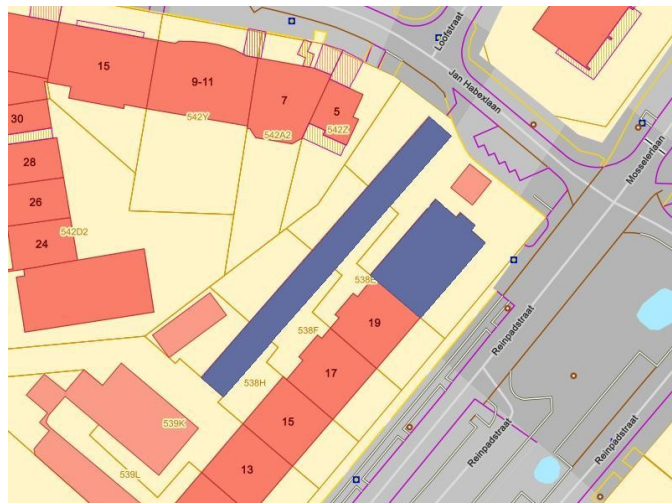 Loofstraat
Jan Habexlaan
Mosselerlaan
15
9-11
7
5
542Y
542A2
542Z
30
28
26
24
542D2
538E
19
538F
17
538H
15
13
539K
539L
Reinpadstraat
Reinpadstraat
Reinpadstraat